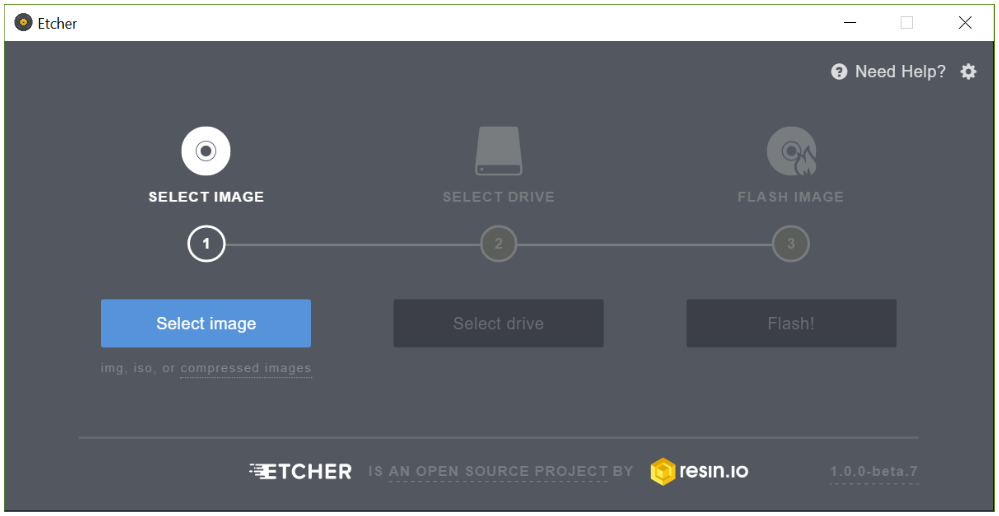 Etcher
Need Help?
SELECT IMAGE
SELECT DRIVE
FLASH IMAGE
1
2
3
Select image
Select drive
Flash!
img, iso, or compressed images
ETCHER IS AN OPEN SOURCE PROJECT BY resin.io
1.0.0-beta.7